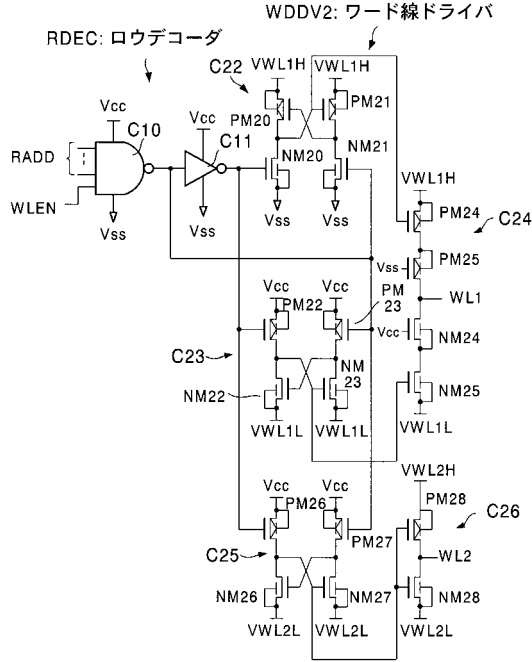 WDDV2: ワード線ドライバ
RDEC: ロウデコーダ
C22
VWL1H
VWL1H
PM20
PM21
Vcc
C10
Vcc
C11
RADD
WLEN
NM20
NM21
Vss
Vss
Vss
Vss
VWL1H
PM24
C24
Vss
PM25
WL1
Vcc
NM24
NM25
VWL1L
Vcc
Vcc
PM22
PM
23
C23
NM22
NM
23
VWL1L
VWL1L
VWL2H
Vcc
Vcc
PM26
PM27
PM28
C26
C25
WL2
NM26
NM27
NM28
VWL2L
VWL2L
VWL2L